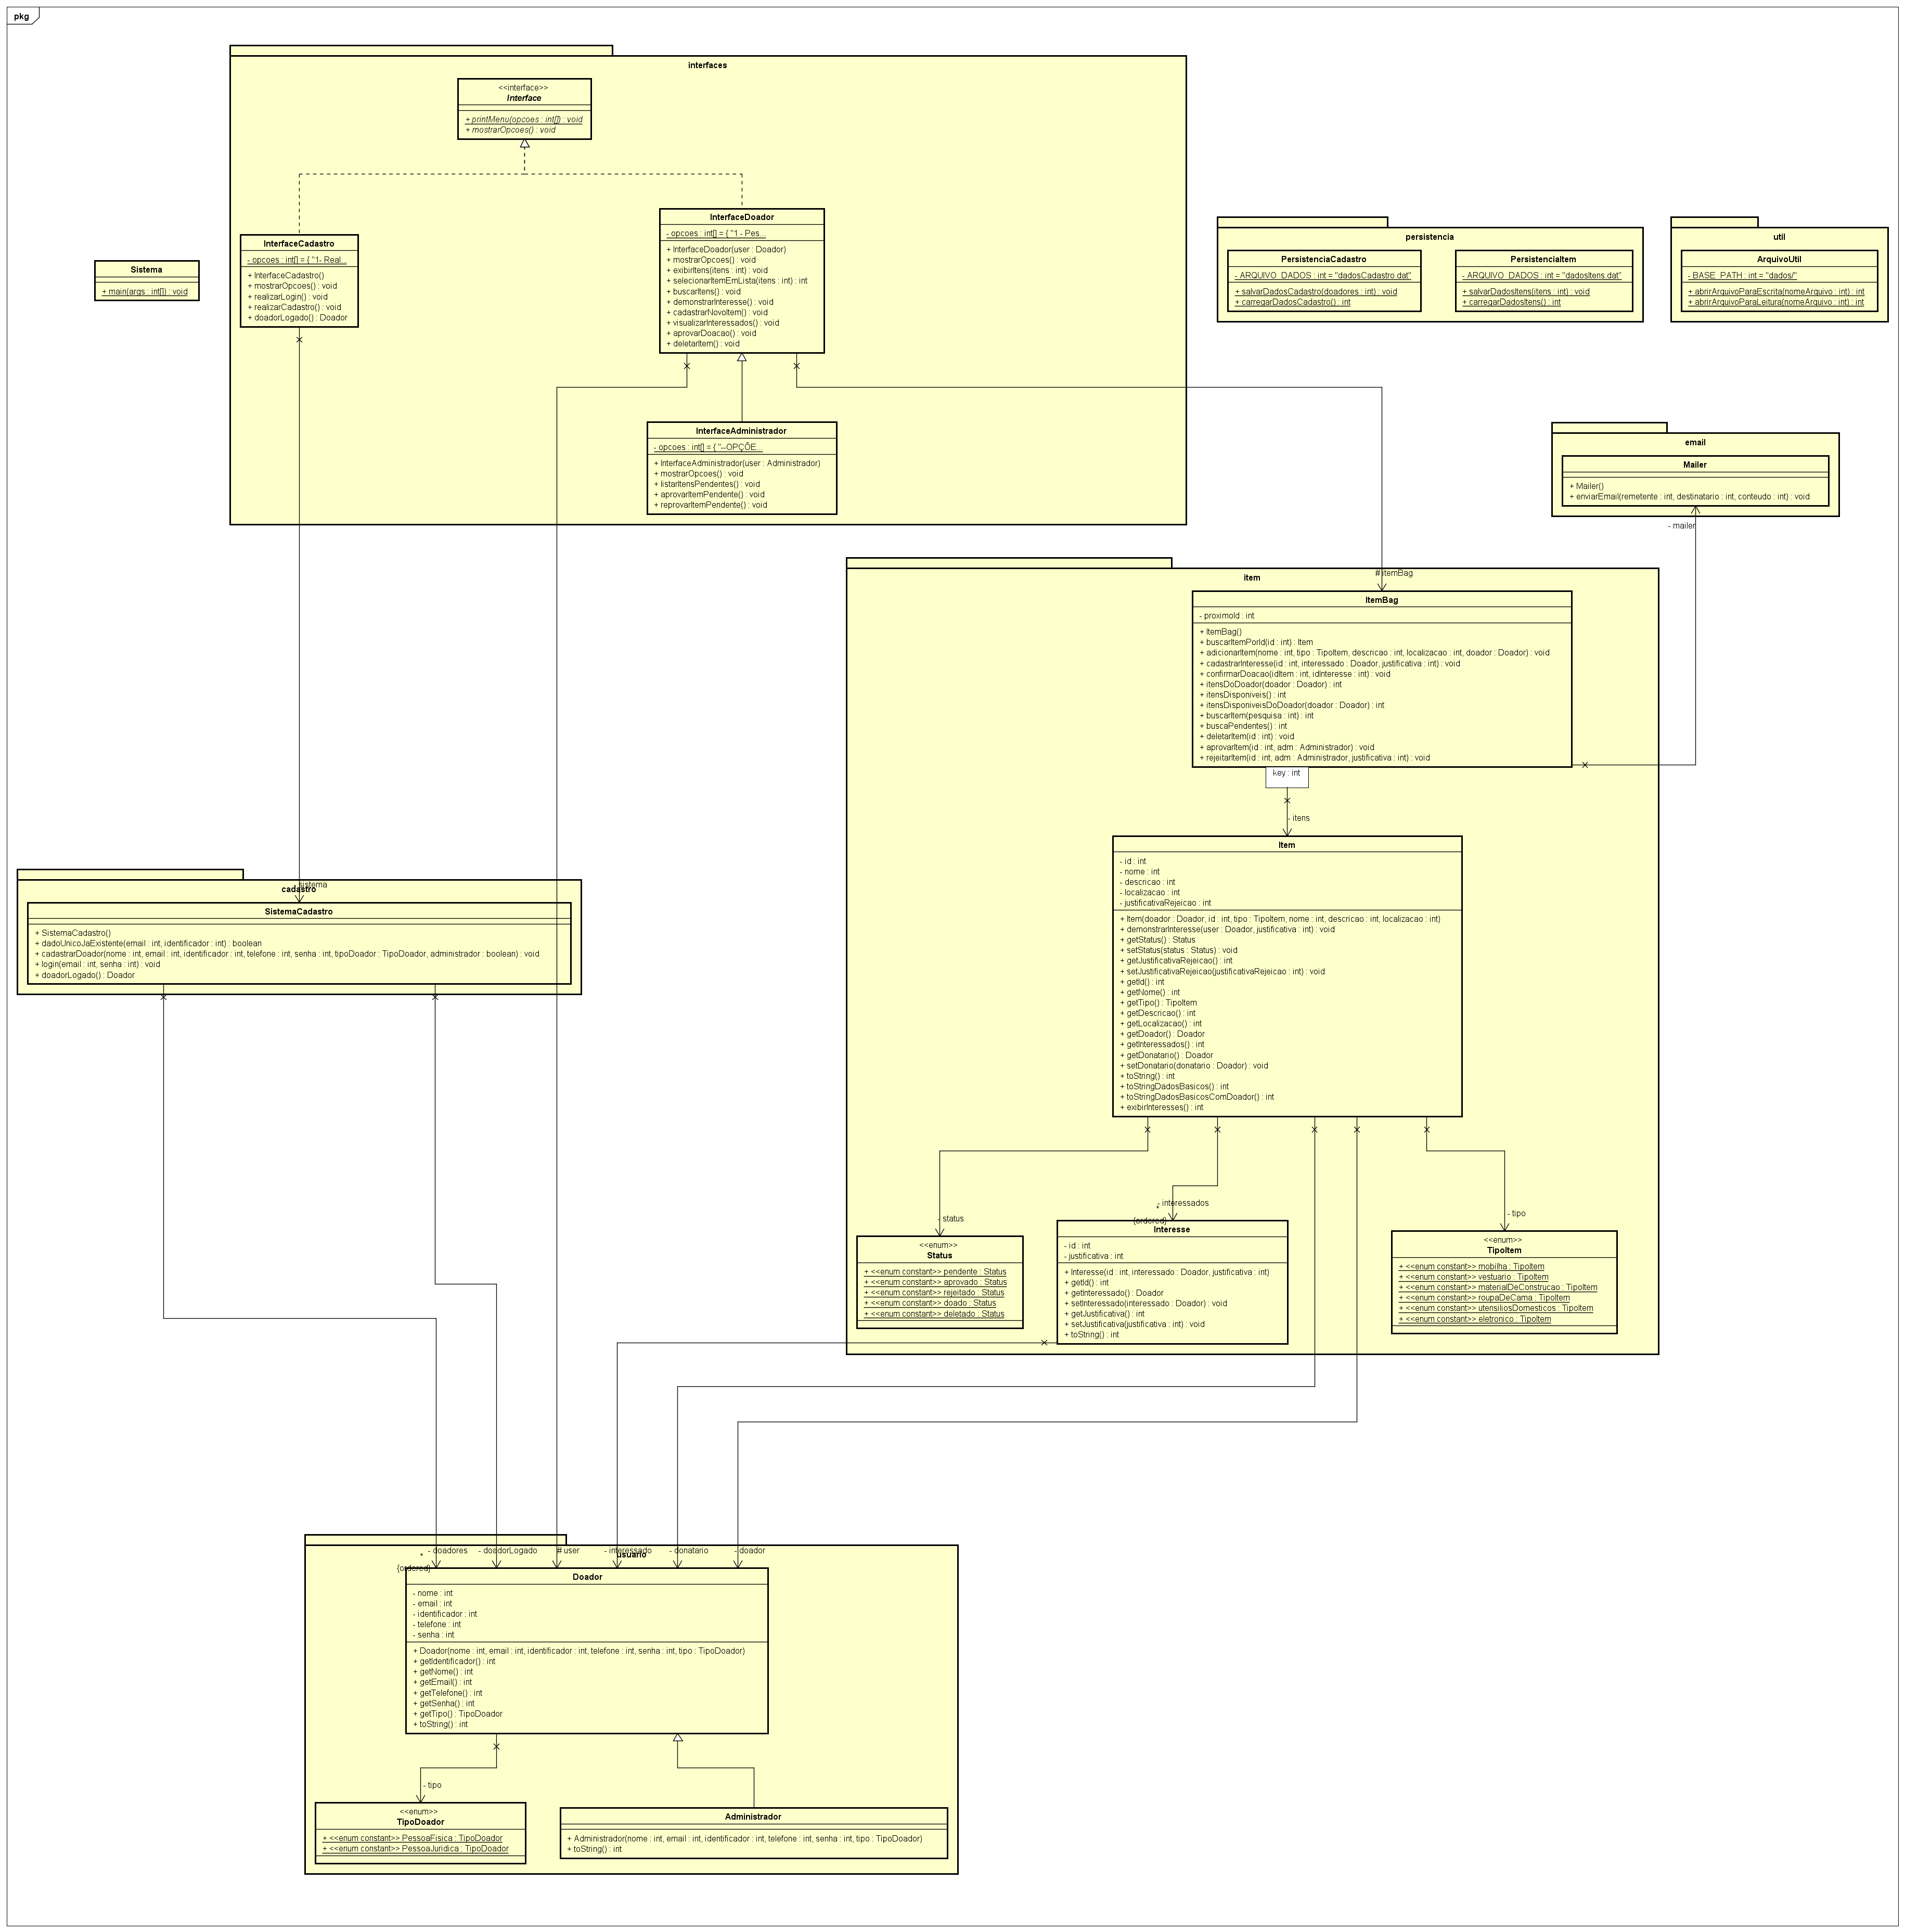 pkg
interfaces
<<interface>>
Interface
+ printMenu(opcoes : int[]) : void
+ mostrarOpcoes() : void
InterfaceCadastro
- opcoes : int[] = { "1- Real...
+ InterfaceCadastro()
+ mostrarOpcoes() : void
+ realizarLogin() : void
+ realizarCadastro() : void
+ doadorLogado() : Doador
InterfaceDoador
- opcoes : int[] = { "1 - Pes...
+ InterfaceDoador(user : Doador)
+ mostrarOpcoes() : void
+ exibirItens(itens : int) : void
+ selecionarItemEmLista(itens : int) : int
+ buscarItens() : void
+ demonstrarInteresse() : void
+ cadastrarNovoItem() : void
+ visualizarInteressados() : void
+ aprovarDoacao() : void
+ deletarItem() : void
InterfaceAdministrador
- opcoes : int[] = { "--OPÇÕE...
+ InterfaceAdministrador(user : Administrador)
+ mostrarOpcoes() : void
+ listarItensPendentes() : void
+ aprovarItemPendente() : void
+ reprovarItemPendente() : void
Sistema
+ main(args : int[]) : void
persistencia
PersistenciaCadastro
- ARQUIVO_DADOS : int = "dadosCadastro.dat"
+ salvarDadosCadastro(doadores : int) : void
+ carregarDadosCadastro() : int
PersistenciaItem
- ARQUIVO_DADOS : int = "dadosItens.dat"
+ salvarDadosItens(itens : int) : void
+ carregarDadosItens() : int
util
ArquivoUtil
- BASE_PATH : int = "dados/"
+ abrirArquivoParaEscrita(nomeArquivo : int) : int
+ abrirArquivoParaLeitura(nomeArquivo : int) : int
email
Mailer
+ Mailer()
+ enviarEmail(remetente : int, destinatario : int, conteudo : int) : void
- mailer
item
# itemBag
ItemBag
- proximoId : int
+ ItemBag()
+ buscarItemPorId(id : int) : Item
+ adicionarItem(nome : int, tipo : TipoItem, descricao : int, localizacao : int, doador : Doador) : void
+ cadastrarInteresse(id : int, interessado : Doador, justificativa : int) : void
+ confirmarDoacao(idItem : int, idInteresse : int) : void
+ itensDoDoador(doador : Doador) : int
+ itensDisponiveis() : int
+ itensDisponiveisDoDoador(doador : Doador) : int
+ buscarItem(pesquisa : int) : int
+ buscaPendentes() : int
+ deletarItem(id : int) : void
+ aprovarItem(id : int, adm : Administrador) : void
+ rejeitarItem(id : int, adm : Administrador, justificativa : int) : void
key : int
- itens
Item
- id : int
- nome : int
- descricao : int
- localizacao : int
- justificativaRejeicao : int
+ Item(doador : Doador, id : int, tipo : TipoItem, nome : int, descricao : int, localizacao : int)
+ demonstrarInteresse(user : Doador, justificativa : int) : void
+ getStatus() : Status
+ setStatus(status : Status) : void
+ getJustificativaRejeicao() : int
+ setJustificativaRejeicao(justificativaRejeicao : int) : void
+ getId() : int
+ getNome() : int
+ getTipo() : TipoItem
+ getDescricao() : int
+ getLocalizacao() : int
+ getDoador() : Doador
+ getInteressados() : int
+ getDonatario() : Doador
+ setDonatario(donatario : Doador) : void
+ toString() : int
+ toStringDadosBasicos() : int
+ toStringDadosBasicosComDoador() : int
+ exibirInteresses() : int
- status
<<enum>>
Status
+ <<enum constant>> pendente : Status
+ <<enum constant>> aprovado : Status
+ <<enum constant>> rejeitado : Status
+ <<enum constant>> doado : Status
+ <<enum constant>> deletado : Status
- interessados
*
{ordered}
Interesse
- id : int
- justificativa : int
+ Interesse(id : int, interessado : Doador, justificativa : int)
+ getId() : int
+ getInteressado() : Doador
+ setInteressado(interessado : Doador) : void
+ getJustificativa() : int
+ setJustificativa(justificativa : int) : void
+ toString() : int
- tipo
<<enum>>
TipoItem
+ <<enum constant>> mobilha : TipoItem
+ <<enum constant>> vestuario : TipoItem
+ <<enum constant>> materialDeConstrucao : TipoItem
+ <<enum constant>> roupaDeCama : TipoItem
+ <<enum constant>> utensiliosDomesticos : TipoItem
+ <<enum constant>> eletronico : TipoItem
- sistema
cadastro
SistemaCadastro
+ SistemaCadastro()
+ dadoUnicoJaExistente(email : int, identificador : int) : boolean
+ cadastrarDoador(nome : int, email : int, identificador : int, telefone : int, senha : int, tipoDoador : TipoDoador, administrador : boolean) : void
+ login(email : int, senha : int) : void
+ doadorLogado() : Doador
- doadores
*
{ordered}
- doadorLogado
# user
- interessado
- donatario
- doador
usuario
Doador
- nome : int
- email : int
- identificador : int
- telefone : int
- senha : int
+ Doador(nome : int, email : int, identificador : int, telefone : int, senha : int, tipo : TipoDoador)
+ getIdentificador() : int
+ getNome() : int
+ getEmail() : int
+ getTelefone() : int
+ getSenha() : int
+ getTipo() : TipoDoador
+ toString() : int
- tipo
<<enum>>
TipoDoador
+ <<enum constant>> PessoaFisica : TipoDoador
+ <<enum constant>> PessoaJuridica : TipoDoador
Administrador
+ Administrador(nome : int, email : int, identificador : int, telefone : int, senha : int, tipo : TipoDoador)
+ toString() : int